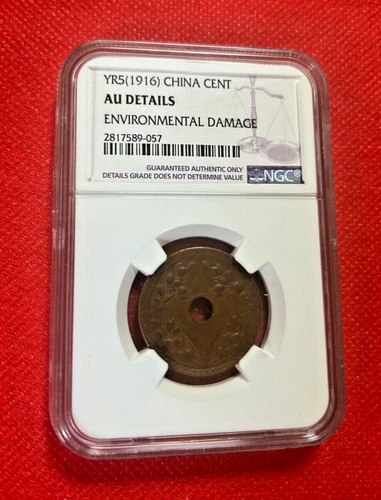 YR5(1916) CHINA CENT
AU DETAILS
ENVIRONMENTAL DAMAGE
2817589-057
GUARANTEED AUTHENTIC ONLY
DETAILS GRADE DOES NOT DETERMINE VALUE
NGC®